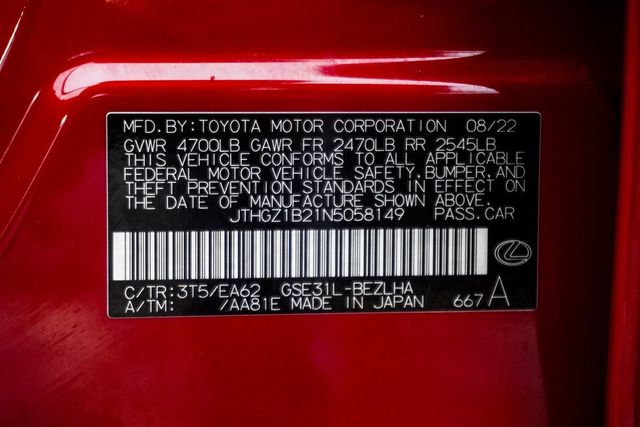 MFD.BY:TOYOTA MOTOR CORPORATION 08/22
GVWR 4700LB GAWR FR 2470LB RR 2545LB
THIS VEHICLE CONFORMS TO ALL APPLICABLE
FEDERAL MOTOR VEHICLE SAFETY,BUMPER,AND
THEFT PREVENTION STANDARDS IN EFFECT ON
THE DATE OF MANUFACTURE SHOWN ABOVE.
JTHGZ1B21N5058149 PASS.CAR
C/TR:3T5/EA62 GSE31L-BEZLHA
A/TM: /AA81E MADE IN JAPAN 667 A